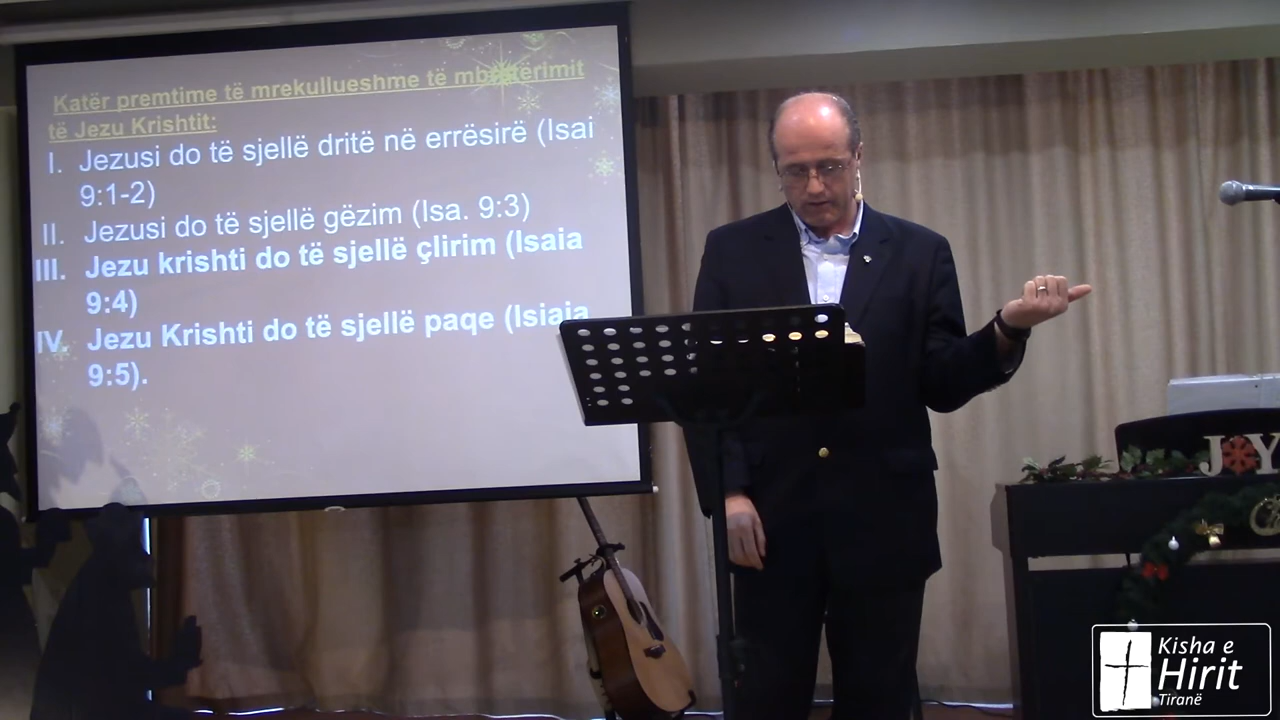 Katër premtime të mrekullueshme të mbretërimit
të Jezu Krishtit:
I. Jezusi do të sjellë dritë në errësirë (Isai
9:1-2)
II. Jezusi do të sjellë gëzim (Isa. 9:3)
III. Jezu krishti do të sjellë çlirim (Isaia
9:4)
IV. Jezu Krishti do të sjellë paqe (Isiaia
9:5).
JOY
Kisha e
Hirit
Tiranë